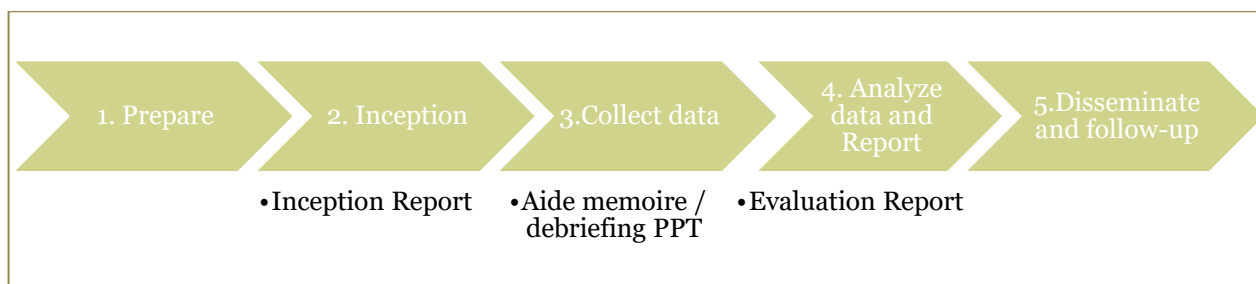 1. Prepare
2. Inception
3.Collect data
4. Analyze
data and
Report
5.Disseminate
and follow-up
•Inception Report
•Aide memoire /
debriefing PPT
•Evaluation Report